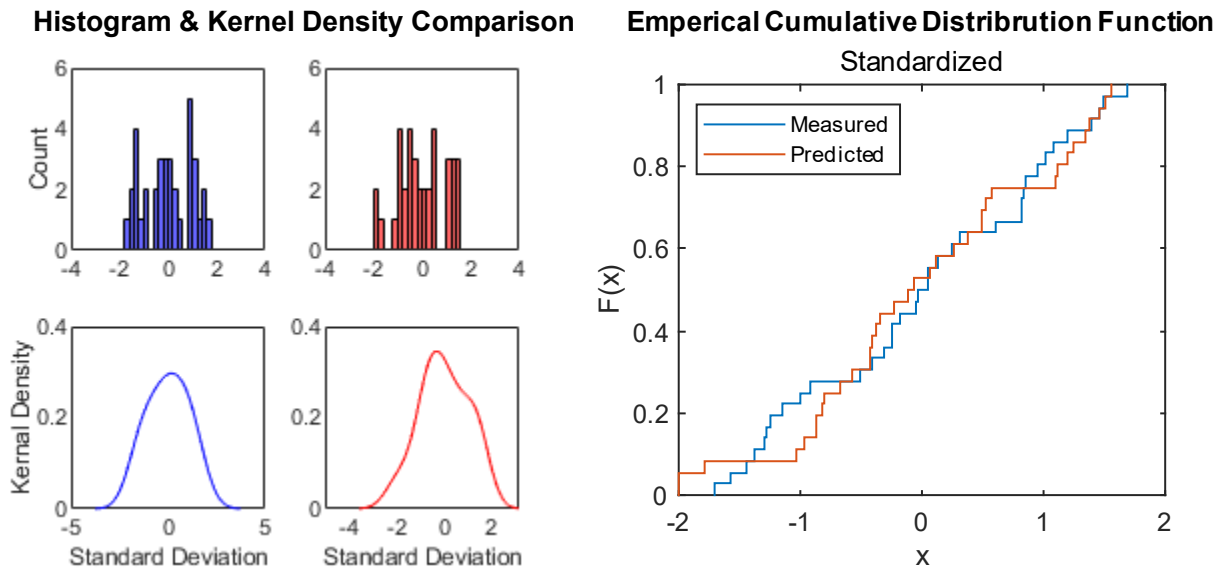 Histogram & Kernel Density Comparison
6
4
2
0
Count
-4 -2 0 2 4
6
4
2
0
-4 -2 0 2 4
0.4
0.2
0
Kernal Density
-5 0 5
Standard Deviation
0.4
0.2
0
-4 -2 0 2
Standard Deviation
Emperical Cumulative Distribrution Function
Standardized
1
0.8
0.6
0.4
0.2
0
F(x)
Measured
Predicted
-2 -1 0 1 2
x